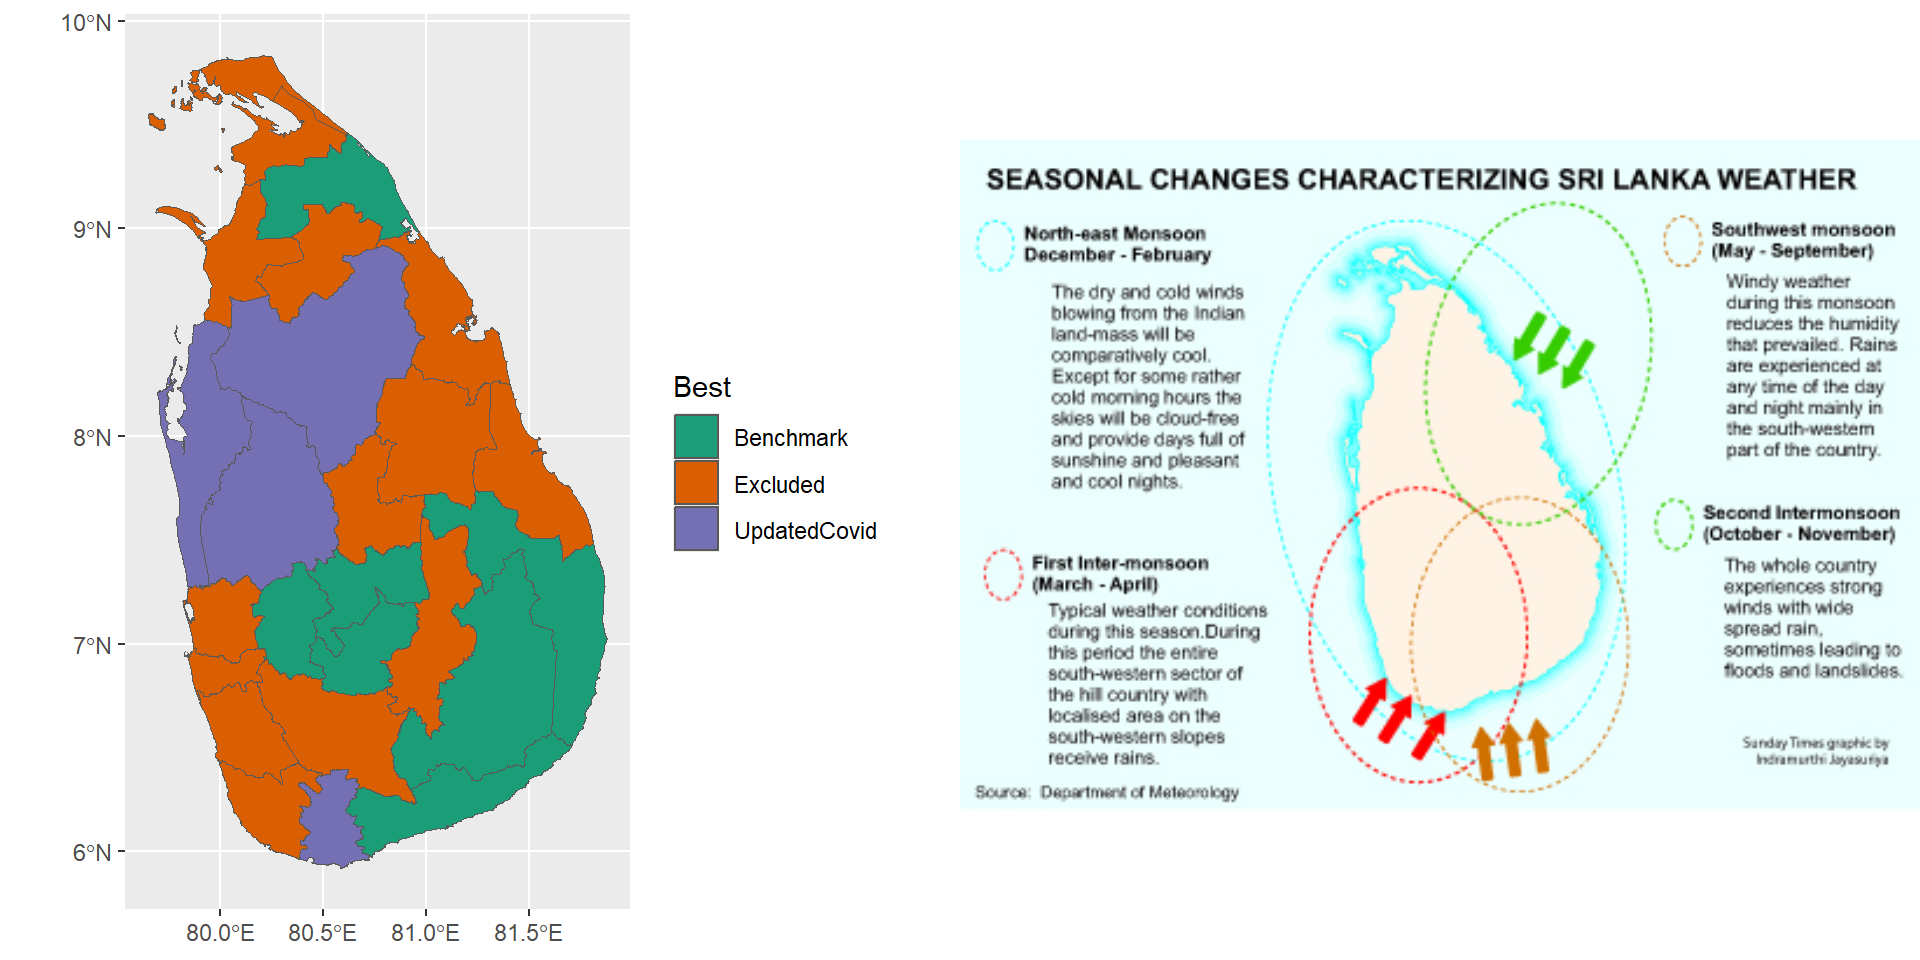 10°N
9°N
8°N
7°N
6°N
80.0°E 80.5°E 81.0°E 81.5°E
Best
Benchmark
Excluded
UpdatedCovid
SEASONAL CHANGES CHARACTERIZING SRI LANKA WEATHER
North-east Monsoon
December - February
The dry and cold winds
blowing from the Indian
land-mass will be
comparatively cool.
Except for some rather
cold morning hours the
skies will be cloud-free
and provide days full of
sunshine and pleasant
and cool nights.
First Inter-monsoon
(March - April)
Typical weather conditions
during this season.During
this period the entire
south-western sector of
the hill country with
localised area on the
south-western slopes
receive rains.
Source: Department of Meteorology
Southwest monsoon
(May - September)
Windy weather
during this monsoon
reduces the humidity
that prevailed. Rains
are experienced at
any time of the day
and night mainly in
the south-western
part of the country.
Second Intermonsoon
(October - November)
The whole country
experiences strong
winds with wide
spread rain,
sometimes leading to
floods and landslides.
Sunday Times graphic by
Indramurthi Jayasuriya